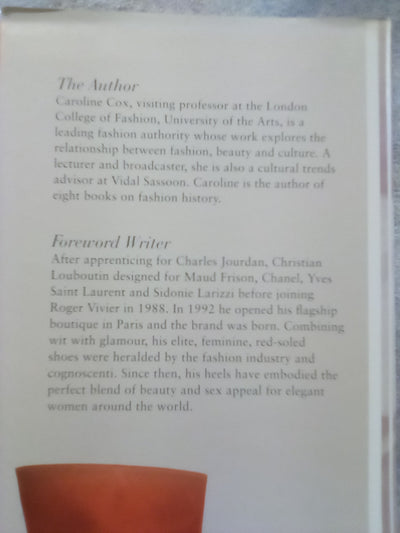 The Author
Caroline Cox, visiting professor at the London
College of Fashion, University of the Arts, is a
leading fashion authority whose work explores the
relationship between fashion, beauty and culture. A
lecturer and broadcaster, she is also a cultural trends
advisor at Vidal Sassoon. Caroline is the author of
eight books on fashion history.
Foreword Writer
After apprenticing for Charles Jourdan, Christian
Louboutin designed for Maud Frison, Chanel, Yves
Saint Laurent and Sidonie Larizzi before joining
Roger Vivier in 1988. In 1992 he opened his flagship
boutique in Paris and the brand was born. Combining
wit with glamour, his elite, feminine, red-soled
shoes were heralded by the fashion industry and
cognoscenti. Since then, his heels have embodied the
perfect blend of beauty and sex appeal for elegant
women around the world.